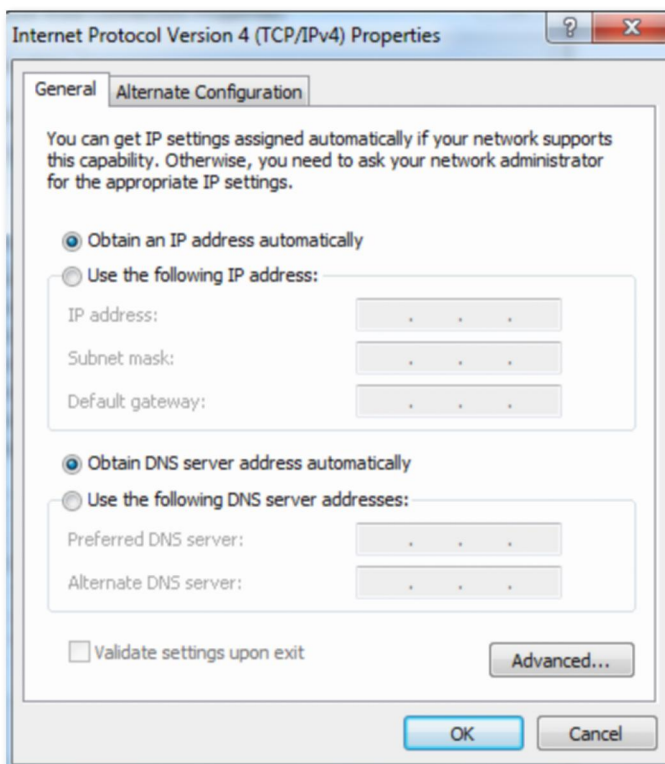 Internet Protocol Version 4 (TCP/IPv4) Properties
?
X
General
Alternate Configuration
You can get IP settings assigned automatically if your network supports
this capability. Otherwise, you need to ask your network administrator
for the appropriate IP settings.
Obtain an IP address automatically
Use the following IP address:
IP address:
. . .
Subnet mask:
. . .
Default gateway:
. . .
Obtain DNS server address automatically
Use the following DNS server addresses:
Preferred DNS server:
. . .
Alternate DNS server:
. . .
Validate settings upon exit
Advanced...
OK
Cancel